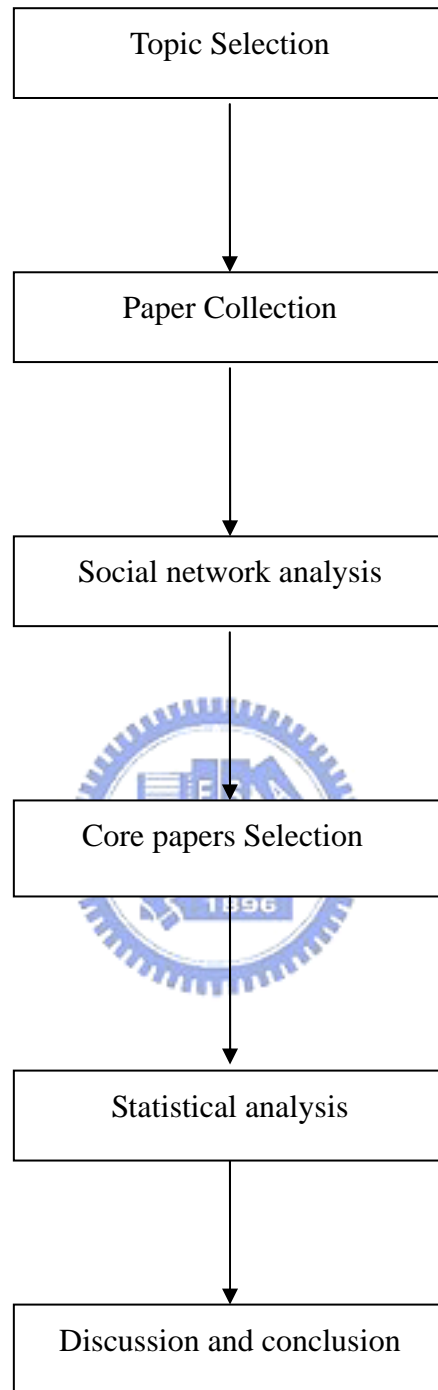 Topic Selection
Paper Collection
Social network analysis
Core papers Selection
1896
Statistical analysis
Discussion and conclusion